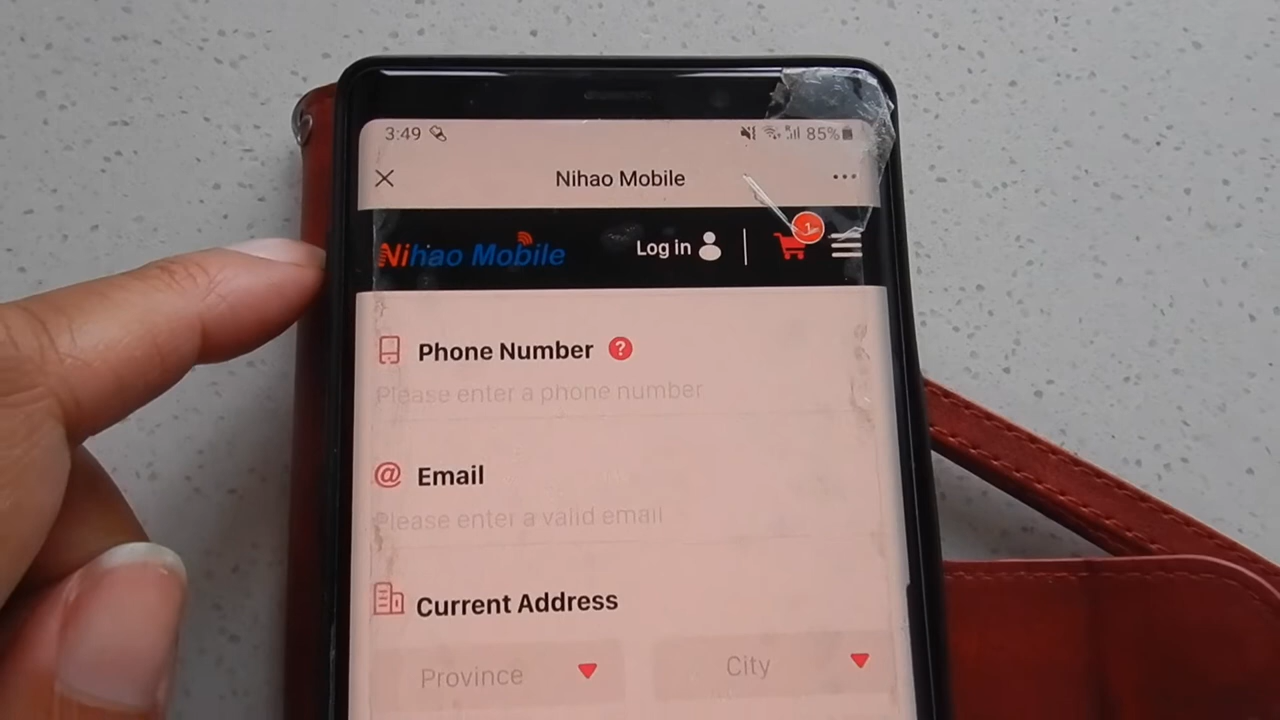 3:49 85%
Nihao Mobile
Nihao Mobile Log in 1
Phone Number ?
Please enter a phone number
@ Email
Please enter a valid email
Current Address
Province City